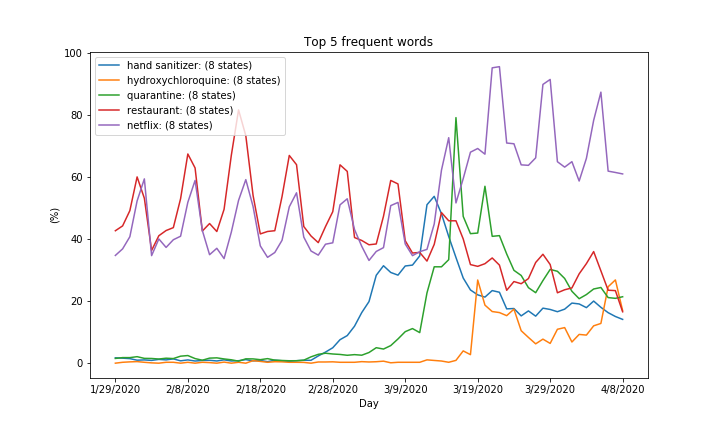 Top 5 frequent words
100
80
60
40
20
0
(%)
hand sanitizer: (8 states)
hydroxychloroquine: (8 states)
quarantine: (8 states)
restaurant: (8 states)
netflix: (8 states)
1/29/2020 2/8/2020 2/18/2020 2/28/2020 3/9/2020 3/19/2020 3/29/2020 4/8/2020
Day